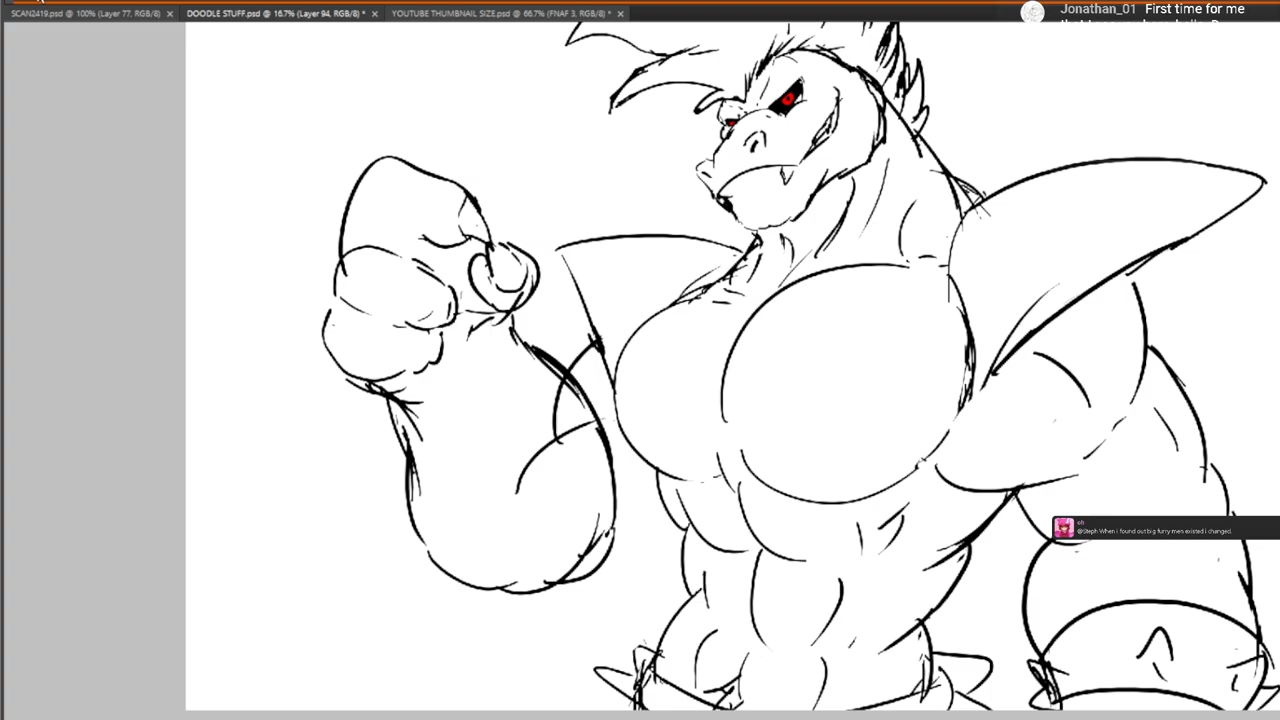 SCAN2419.psd @ 100% (Layer 77, RGB/8) × DOODLE STUFF.psd @ 16.7% (Layer 94, RGB/8) * × YOUTUBE THUMBNAIL SIZE.psd @ 66.7% (FNAF 3, RGB/8) * ×
Jonathan_01 First time for me
oh
@Steph When i found out big furry men existed i changed